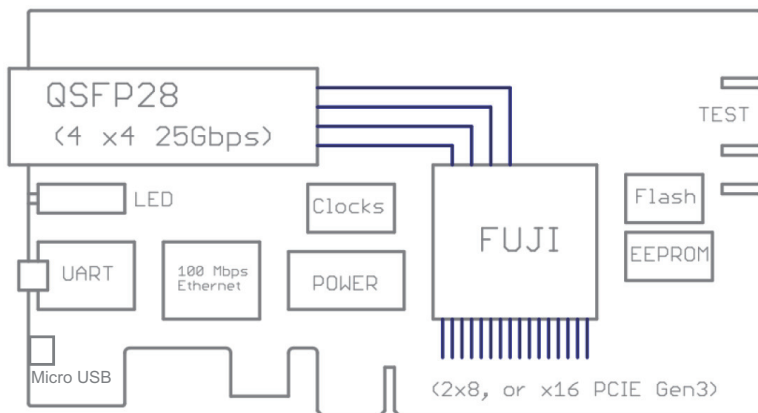 QSFP28
(4 x4 25Gbps)
TEST
LED
Clocks
Flash
FUJI
EEPROM
UART
100 Mbps
Ethernet
POWER
Micro USB
(2x8, or x16 PCIE Gen3)